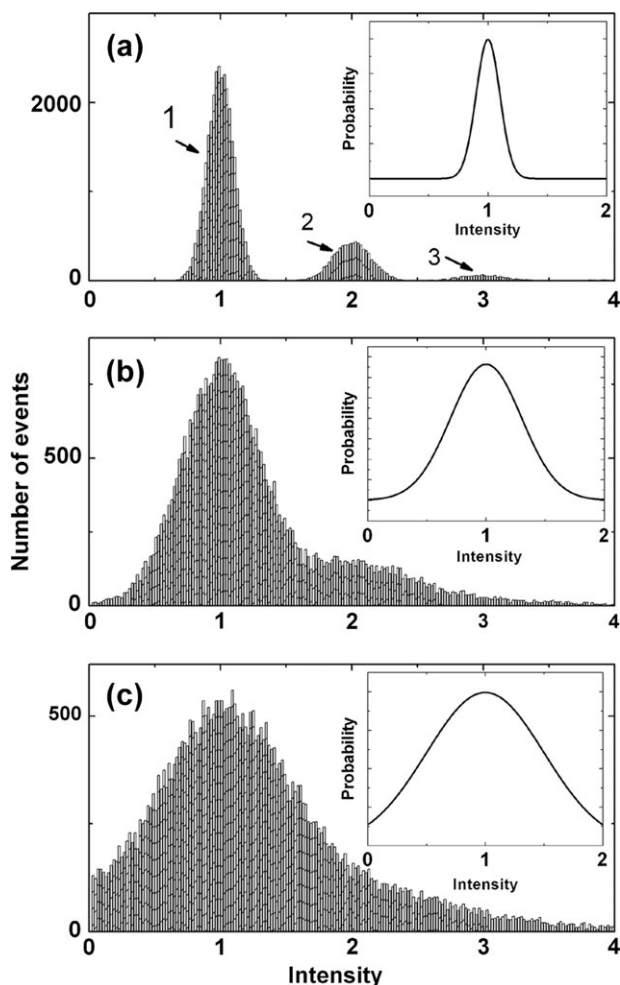 (a)
2000
0
1
2
3
0 1 2 3 4
Probability
0 1 2
Intensity
Number of events
(b)
500
0
0 1 2 3 4
Probability
0 1 2
Intensity
(c)
500
0
0 1 2 3 4
Probability
0 1 2
Intensity
Intensity